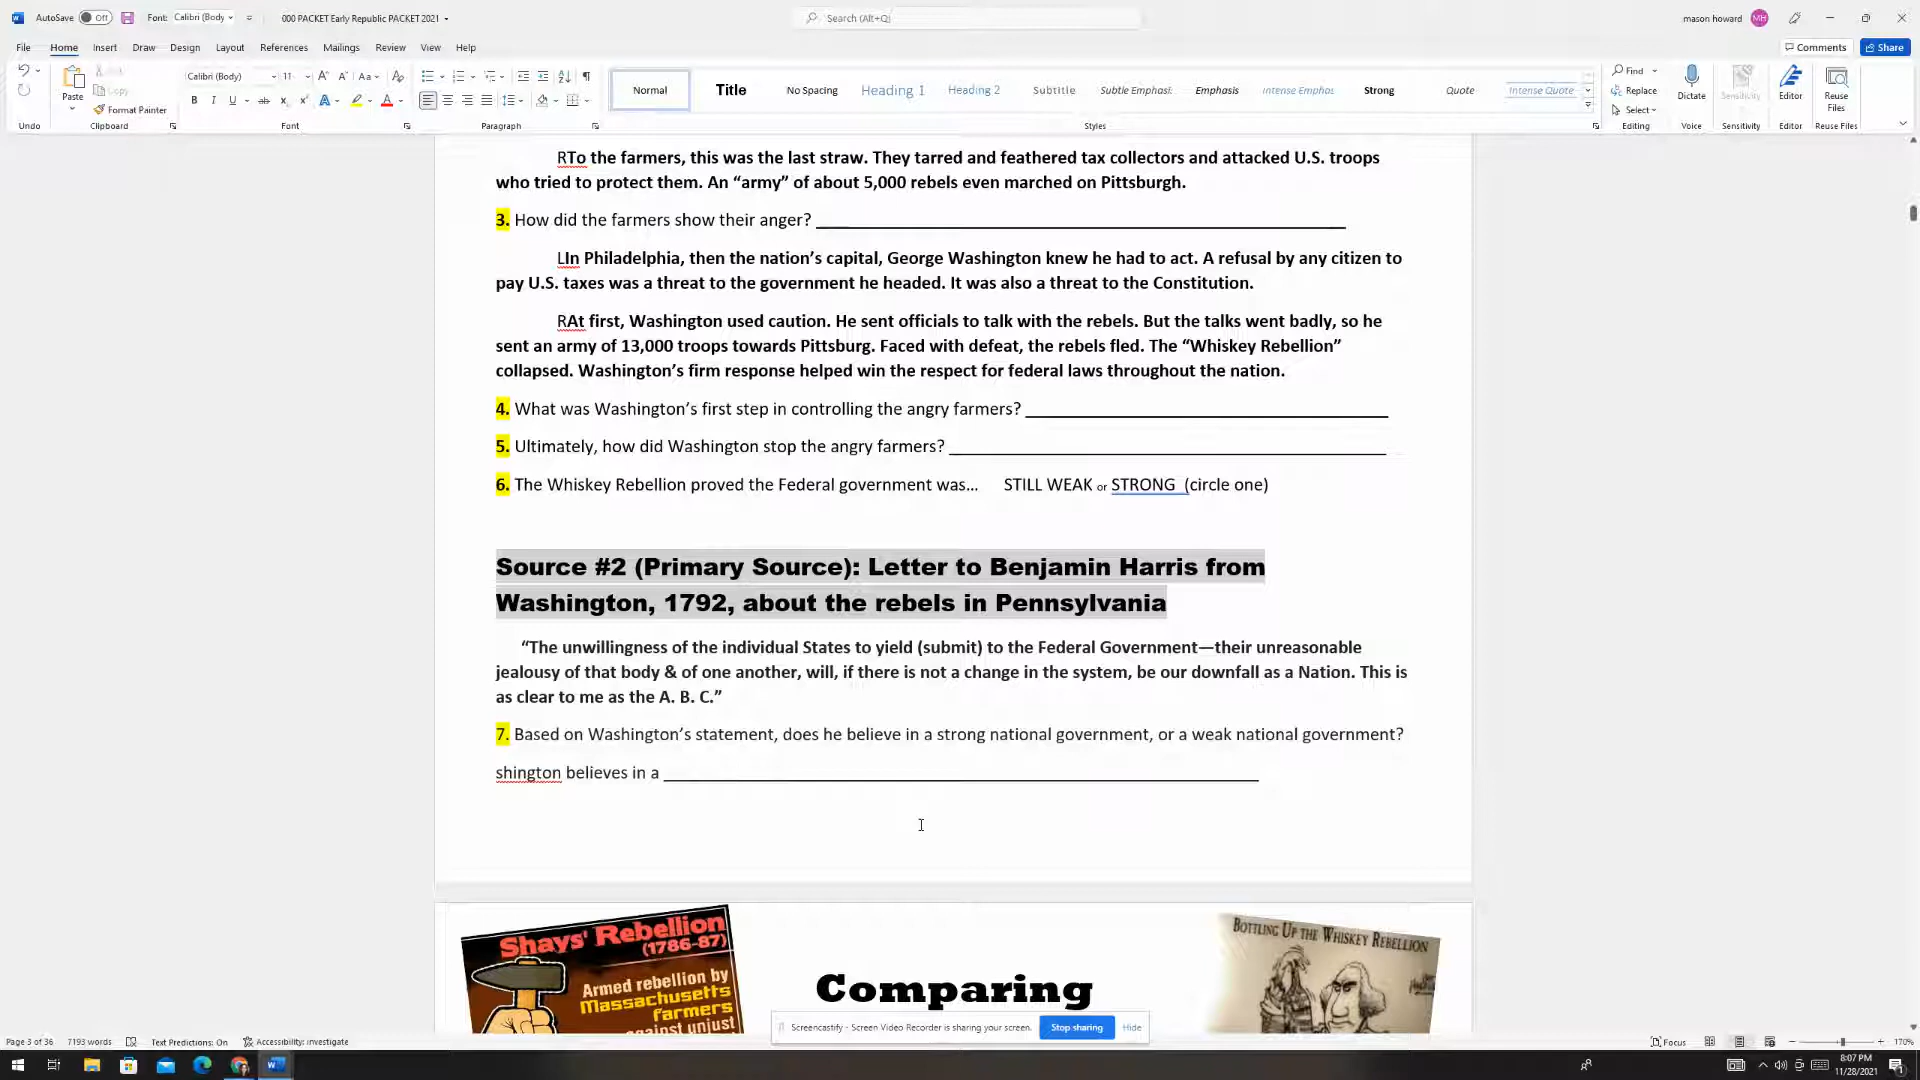 AutoSave Off Font: Calibri (Body 000 PACKET Early Republic PACKET 2021 Search (Alt+Q) mason howard MH
File Home Insert Draw Design Layout References Mailings Review View Help Comments Share
Paste Cut Copy Format Painter Calibri (Body) 11 Normal Title No Spacing Heading 1 Heading 2 Subtitle Subtle Emphasi: Emphasis Intense Emphas Strong Quote Intense Quote Find Replace Select Dictate Sensitivity Editor Reuse Files
Undo Clipboard Font Paragraph Styles Editing Voice Sensitivity Editor Reuse Files
RTo the farmers, this was the last straw. They tarred and feathered tax collectors and attacked U.S. troops
who tried to protect them. An “army” of about 5,000 rebels even marched on Pittsburgh.
3. How did the farmers show their anger? ____
LIn Philadelphia, then the nation’s capital, George Washington knew he had to act. A refusal by any citizen to
pay U.S. taxes was a threat to the government he headed. It was also a threat to the Constitution.
RAt first, Washington used caution. He sent officials to talk with the rebels. But the talks went badly, so he
sent an army of 13,000 troops towards Pittsburg. Faced with defeat, the rebels fled. The “Whiskey Rebellion”
collapsed. Washington’s firm response helped win the respect for federal laws throughout the nation.
4. What was Washington’s first step in controlling the angry farmers? ____
5. Ultimately, how did Washington stop the angry farmers? ____
6. The Whiskey Rebellion proved the Federal government was… STILL WEAK or STRONG (circle one)
Source #2 (Primary Source): Letter to Benjamin Harris from
Washington, 1792, about the rebels in Pennsylvania
“The unwillingness of the individual States to yield (submit) to the Federal Government—their unreasonable
jealousy of that body & of one another, will, if there is not a change in the system, be our downfall as a Nation. This is
as clear to me as the A. B. C.”
7. Based on Washington’s statement, does he believe in a strong national government, or a weak national government?
shington believes in a ____
Shays' Rebellion
(1786-87)
Armed rebellion by
Massachusetts
farmers
against unjust
Comparing
BOTTLING UP THE WHISKEY REBELLION
Screencastify - Screen Video Recorder is sharing your screen. Stop sharing Hide
Page 3 of 36 7193 words Text Predictions: On Accessibility: Investigate Focus 170%
8:07 PM
11/28/2021